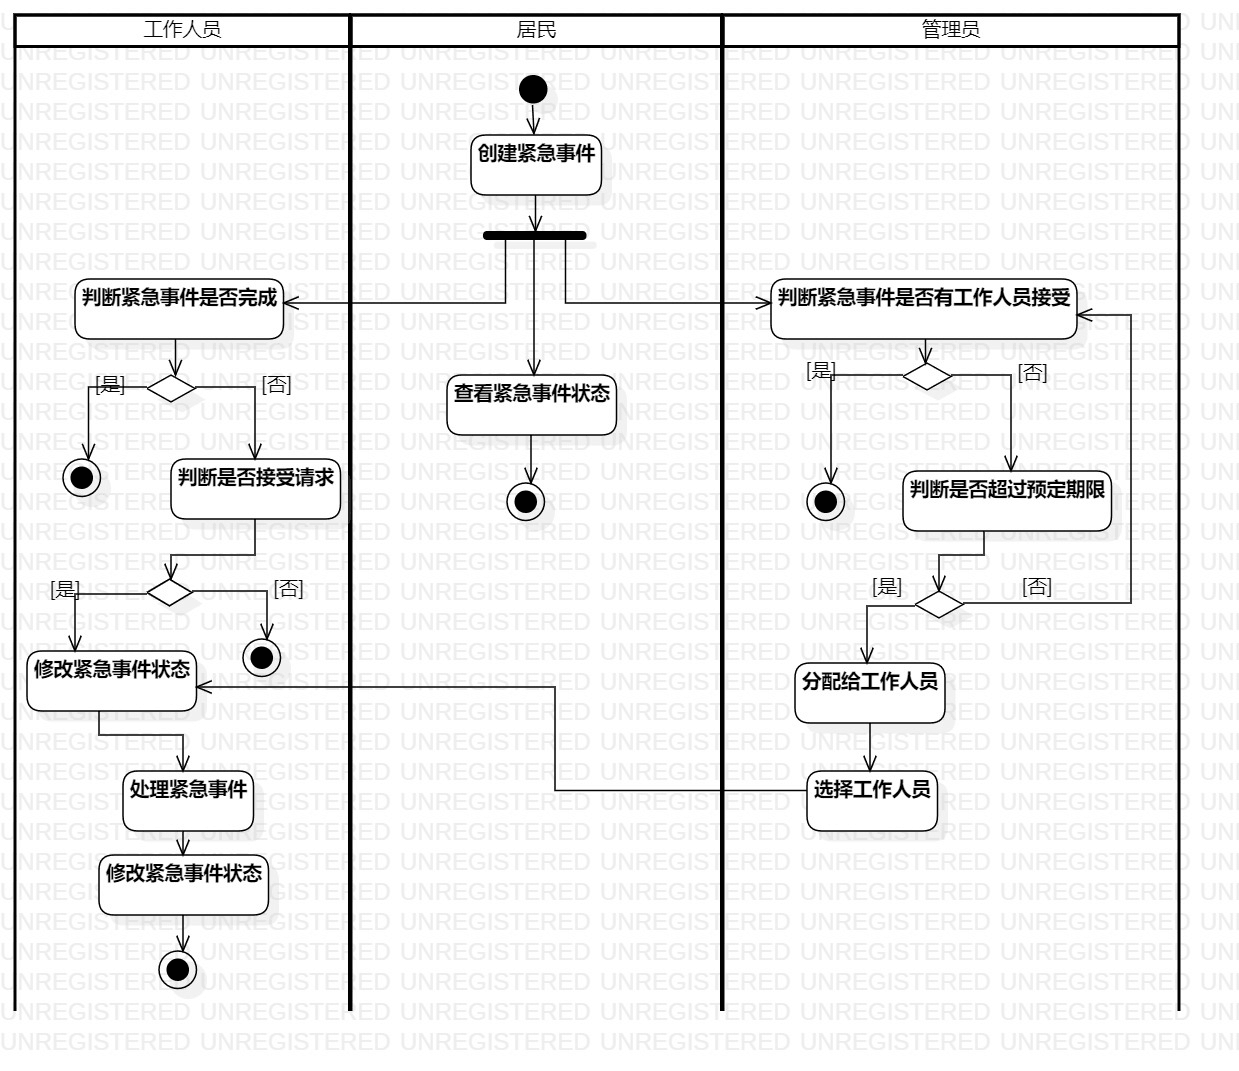 工作人员
居民
管理员
创建紧急事件
判断紧急事件是否完成
判断紧急事件是否有工作人员接受
[是]
[否]
查看紧急事件状态
[是]
[否]
判断是否接受请求
判断是否超过预定期限
[是]
[否]
[是]
[否]
修改紧急事件状态
分配给工作人员
处理紧急事件
选择工作人员
修改紧急事件状态
UNREGISTERED